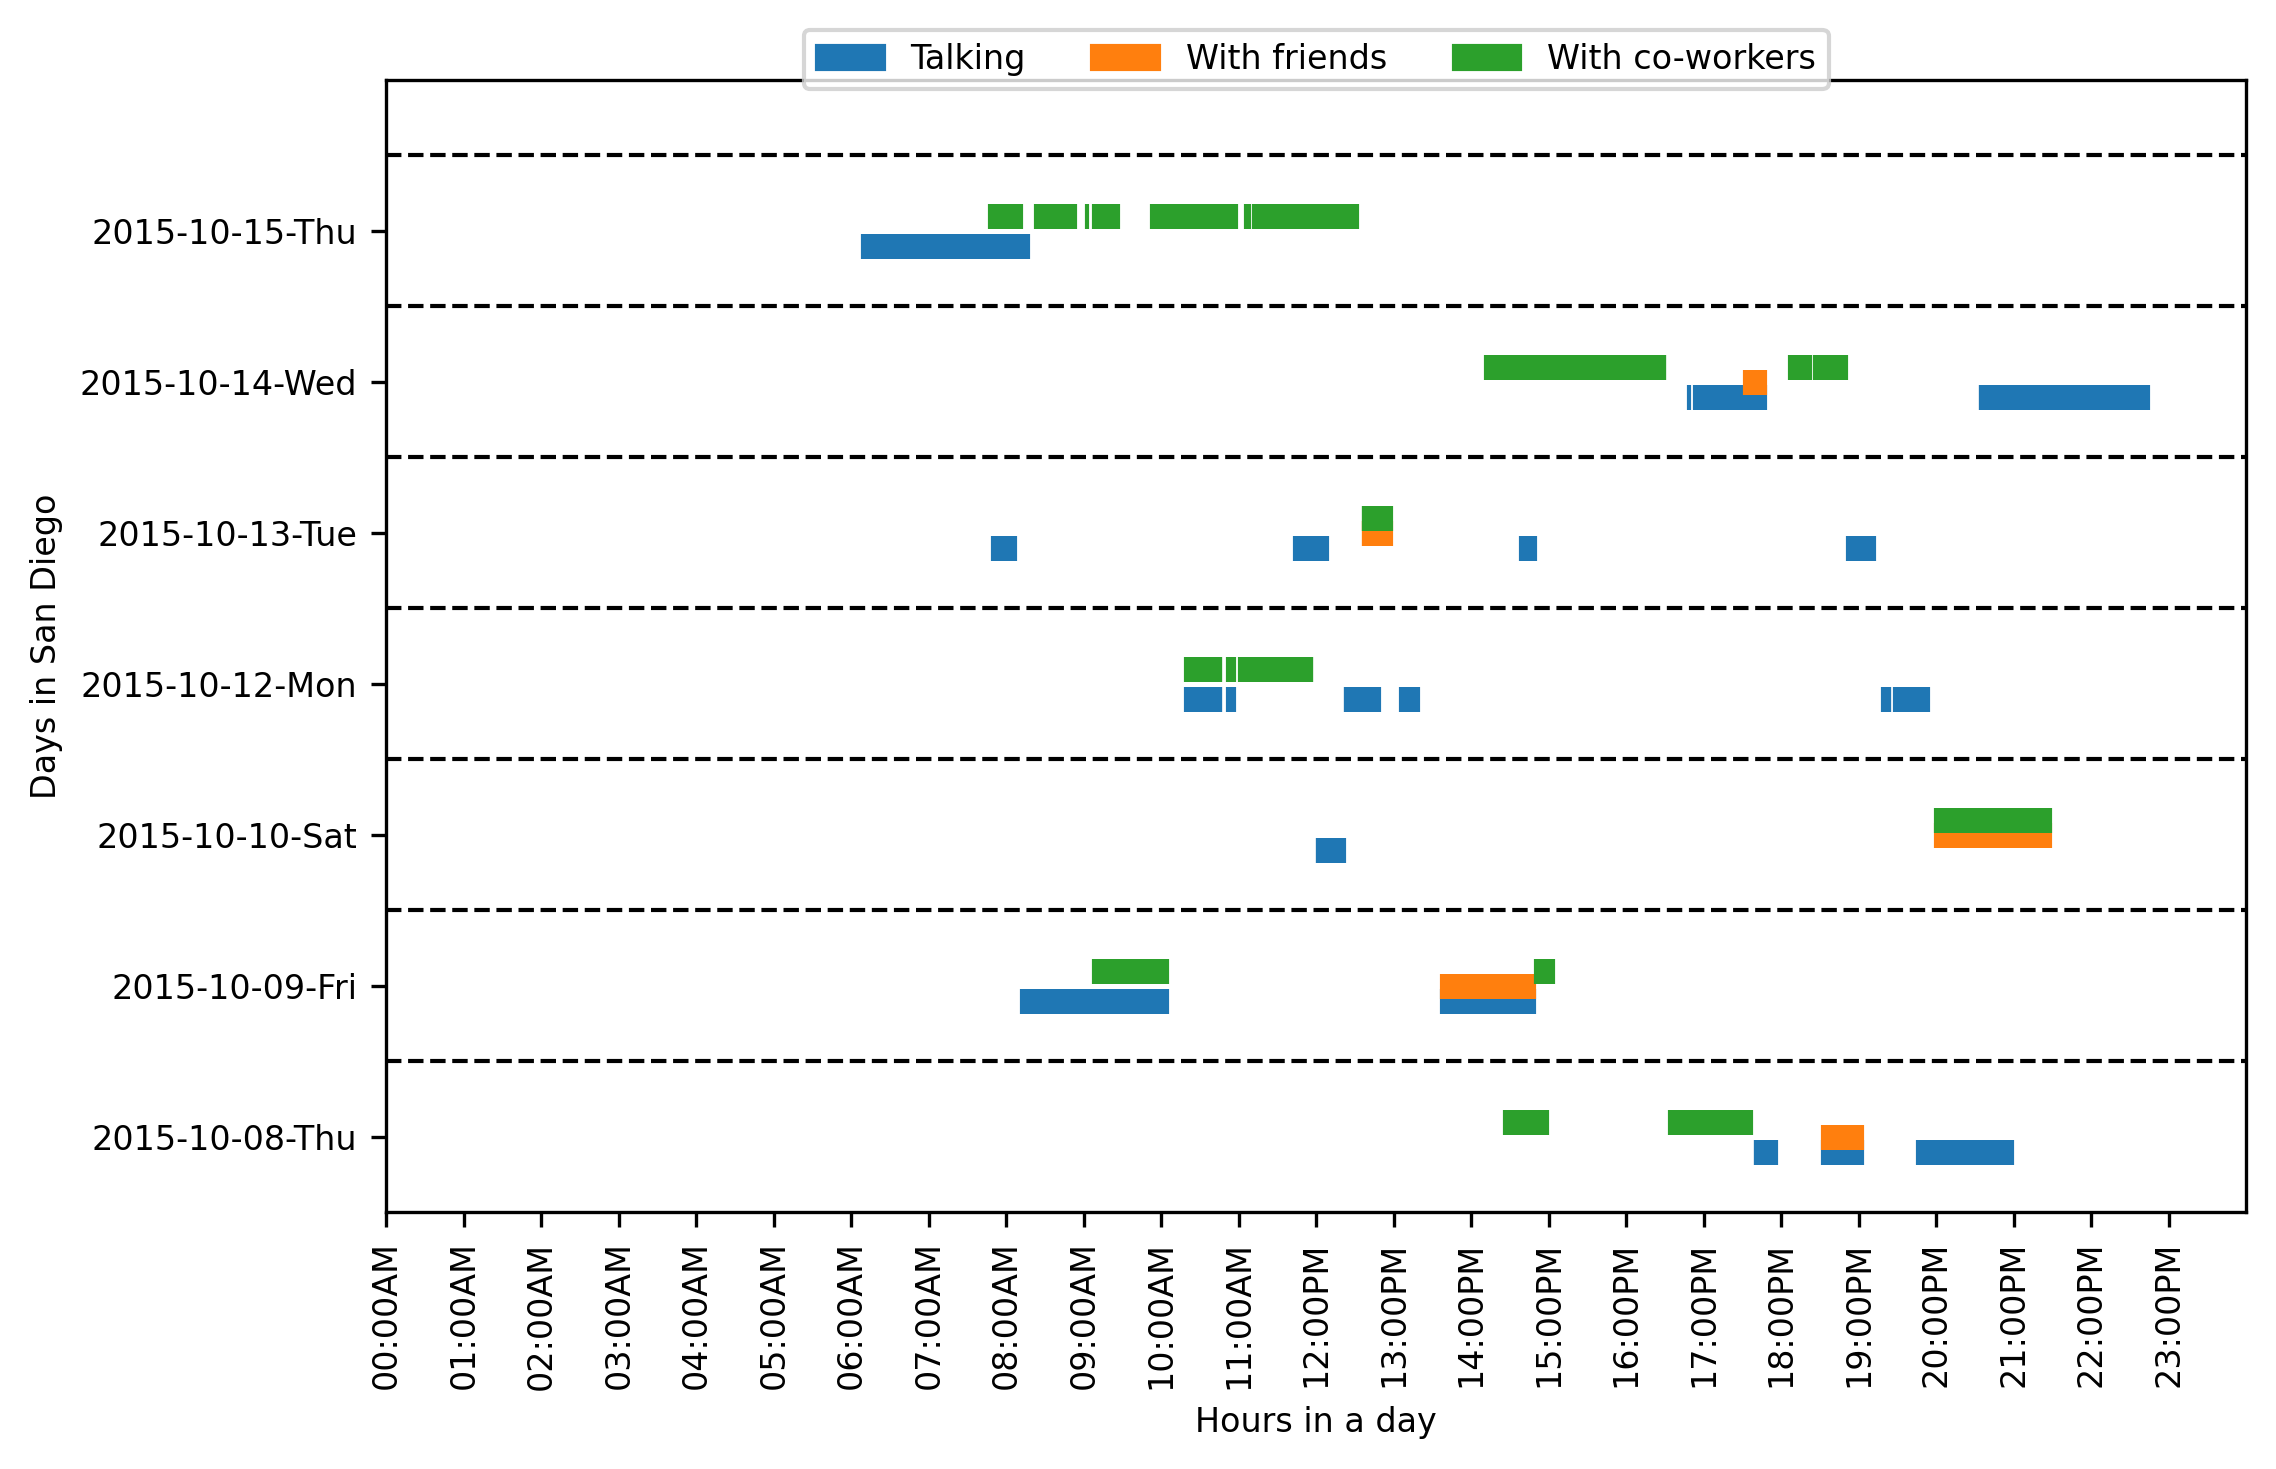 Talking With friends With co-workers
2015-10-15-Thu
2015-10-14-Wed
2015-10-13-Tue
2015-10-12-Mon
2015-10-10-Sat
2015-10-09-Fri
2015-10-08-Thu
Days in San Diego
00:00AM
01:00AM
02:00AM
03:00AM
04:00AM
05:00AM
06:00AM
07:00AM
08:00AM
09:00AM
10:00AM
11:00AM
12:00PM
13:00PM
14:00PM
15:00PM
16:00PM
17:00PM
18:00PM
19:00PM
20:00PM
21:00PM
22:00PM
23:00PM
Hours in a day